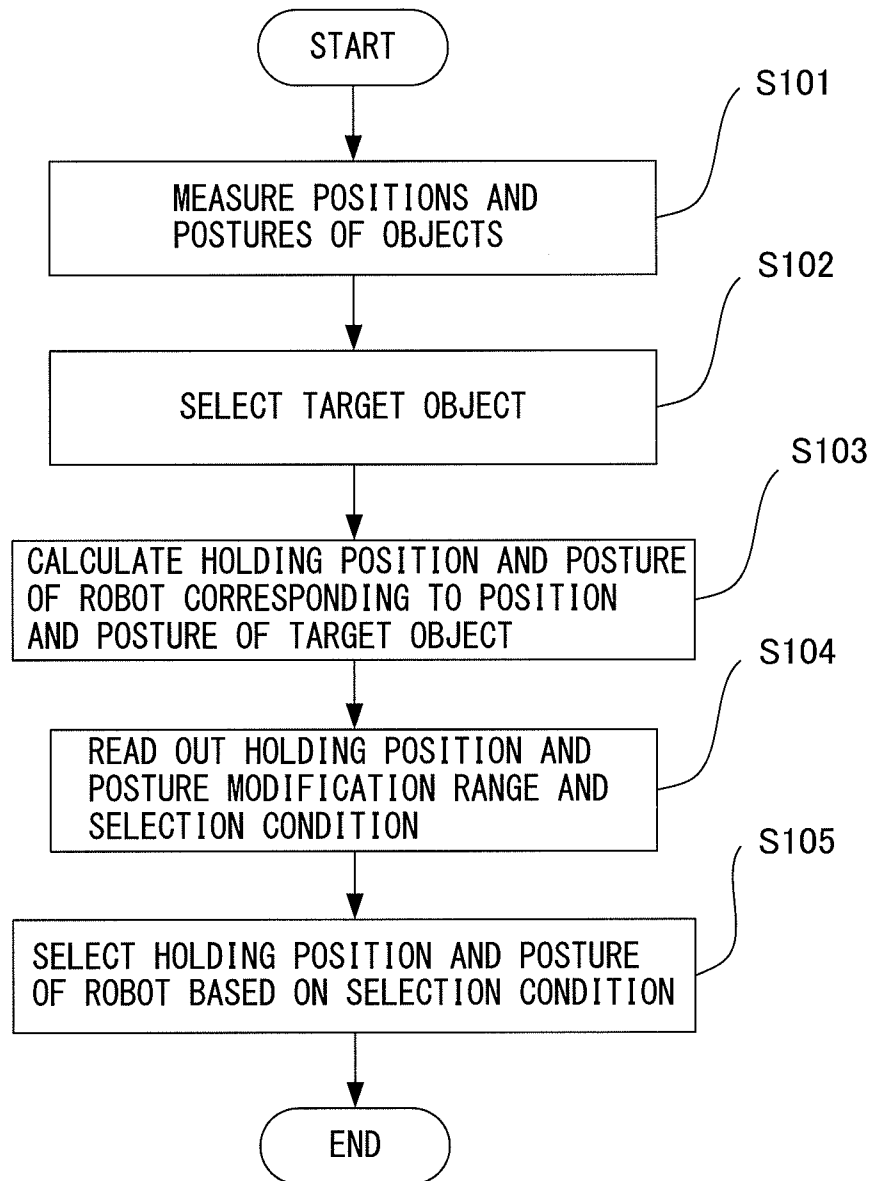 START
S101
MEASURE POSITIONS AND
POSTURES OF OBJECTS
S102
SELECT TARGET OBJECT
S103
CALCULATE HOLDING POSITION AND POSTURE
OF ROBOT CORRESPONDING TO POSITION
AND POSTURE OF TARGET OBJECT
S104
READ OUT HOLDING POSITION AND
POSTURE MODIFICATION RANGE AND
SELECTION CONDITION
S105
SELECT HOLDING POSITION AND POSTURE
OF ROBOT BASED ON SELECTION CONDITION
END